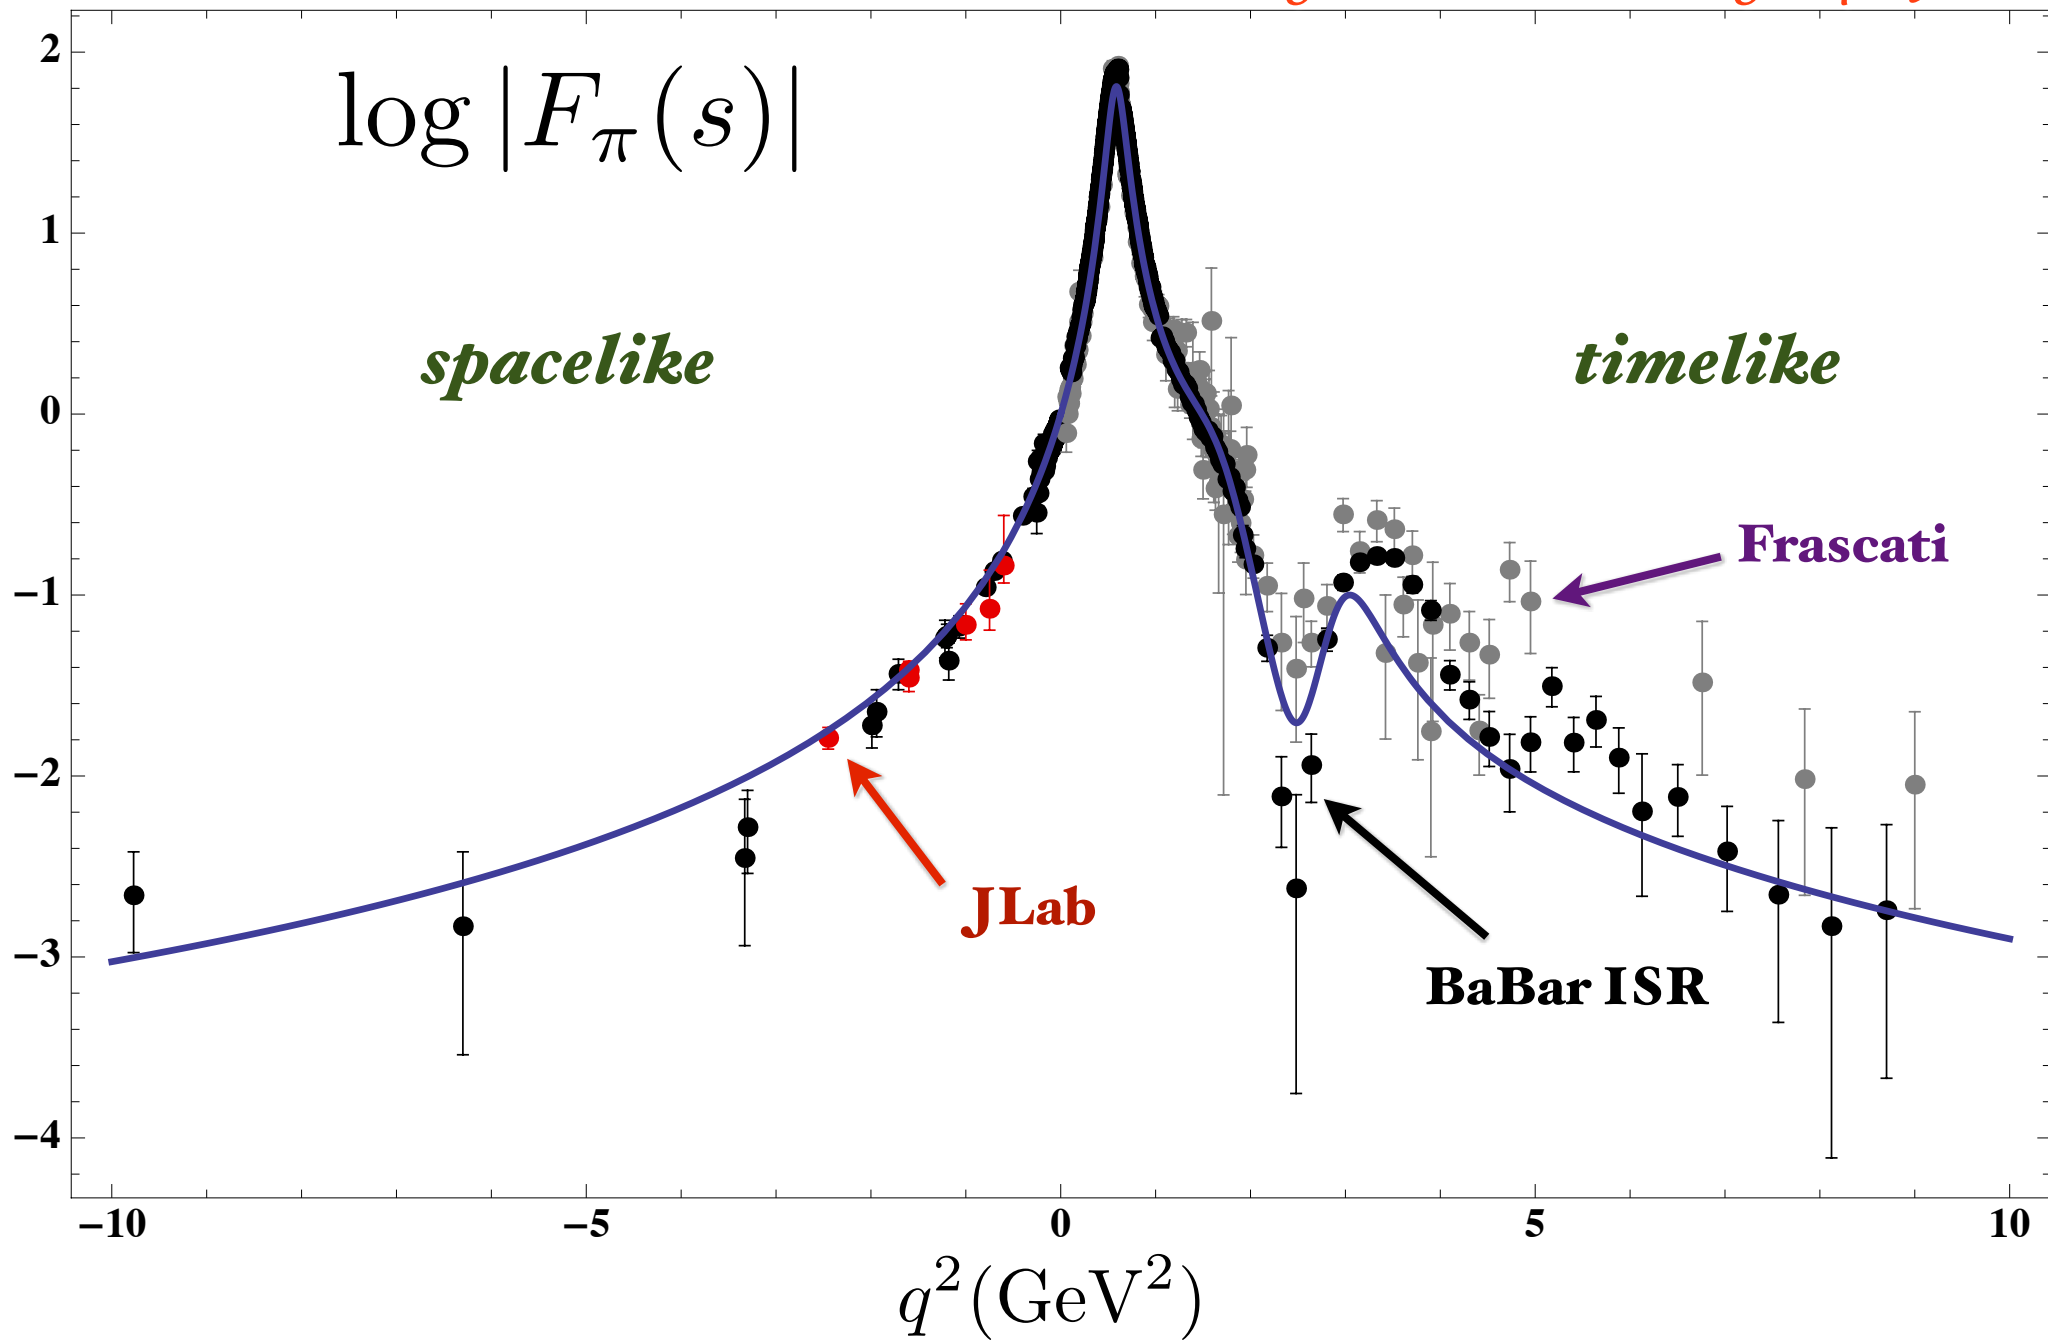 2
log |Fπ(s)|
1
spacelike
timelike
0
Frascati
−1
−2
JLab
BaBar ISR
−3
−4
−10 −5 0 5 10
q²(GeV²)